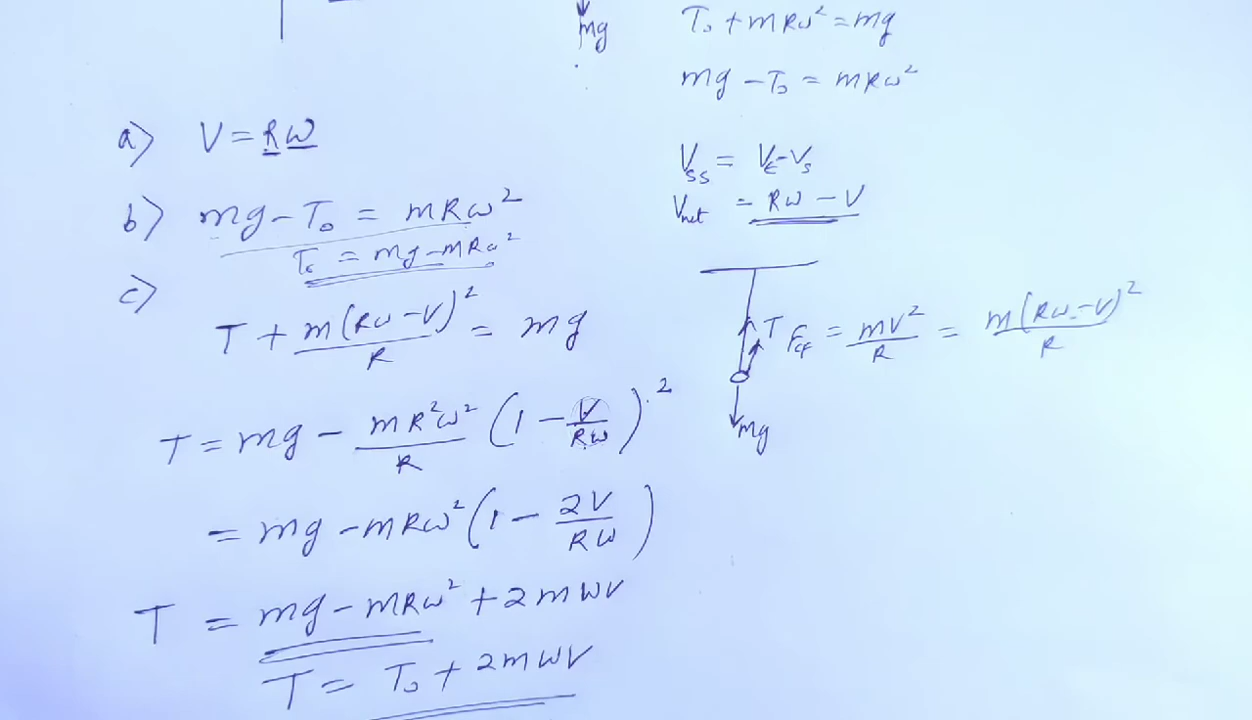 mg
T₀ + mRω² = mg
mg - T₀ = mRω²
a) V = Rω
V_SS = V_E - V_S
V_net = Rω - V
b) mg - T₀ = mRω²
T₀ = mg - mRω²
c)
T + m(Rω - V)² / R = mg
T F_CF = mV² / R = m(Rω - V)² / R
mg
T = mg - mR²ω² / R (1 - V / Rω)²
= mg - mRω² (1 - 2V / Rω)
T = mg - mRω² + 2mωV
T = T₀ + 2mωV